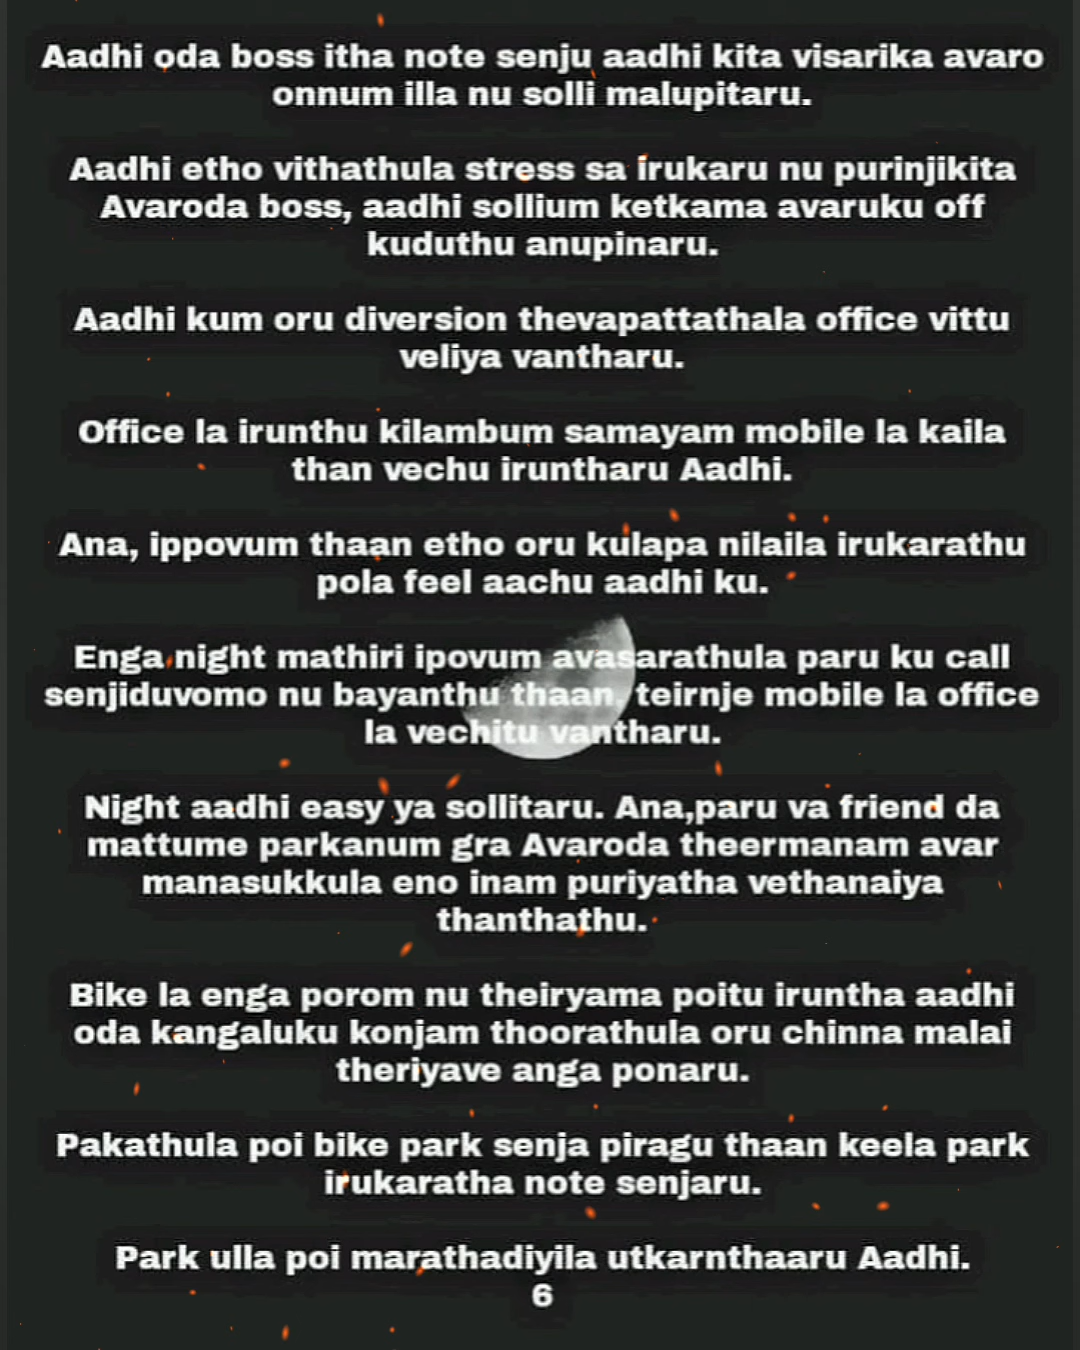 Aadhi oda boss itha note senju aadhi kita visarika avaro
onnum illa nu solli malupitaru.
Aadhi etho vithathula stress sa irukaru nu purinjikita
Avaroda boss, aadhi sollium ketkama avaruku off
kuduthu anupinaru.
Aadhi kum oru diversion thevapattathala office vittu
veliya vantharu.
Office la irunthu kilambum samayam mobile la kaila
than vechu iruntharu Aadhi.
Ana, ippovum thaan etho oru kulapa nilaila irukarathu
pola feel aachu aadhi ku.
Enga night mathiri ipovum avasarathula paru ku call
senjiduvomo nu bayanthu thaan, teirnje mobile la office
la vechitu vantharu.
Night aadhi easy ya sollitaru. Ana,paru va friend da
mattume parkanum gra Avaroda theermanam avar
manasukkula eno inam puriyatha vethanaiya
thanthathu.
Bike la enga porom nu theiryama poitu iruntha aadhi
oda kangaluku konjam thoorathula oru chinna malai
theriyave anga ponaru.
Pakathula poi bike park senja piragu thaan keela park
irukaratha note senjaru.
Park ulla poi marathadiyila utkarnthaaru Aadhi.
6